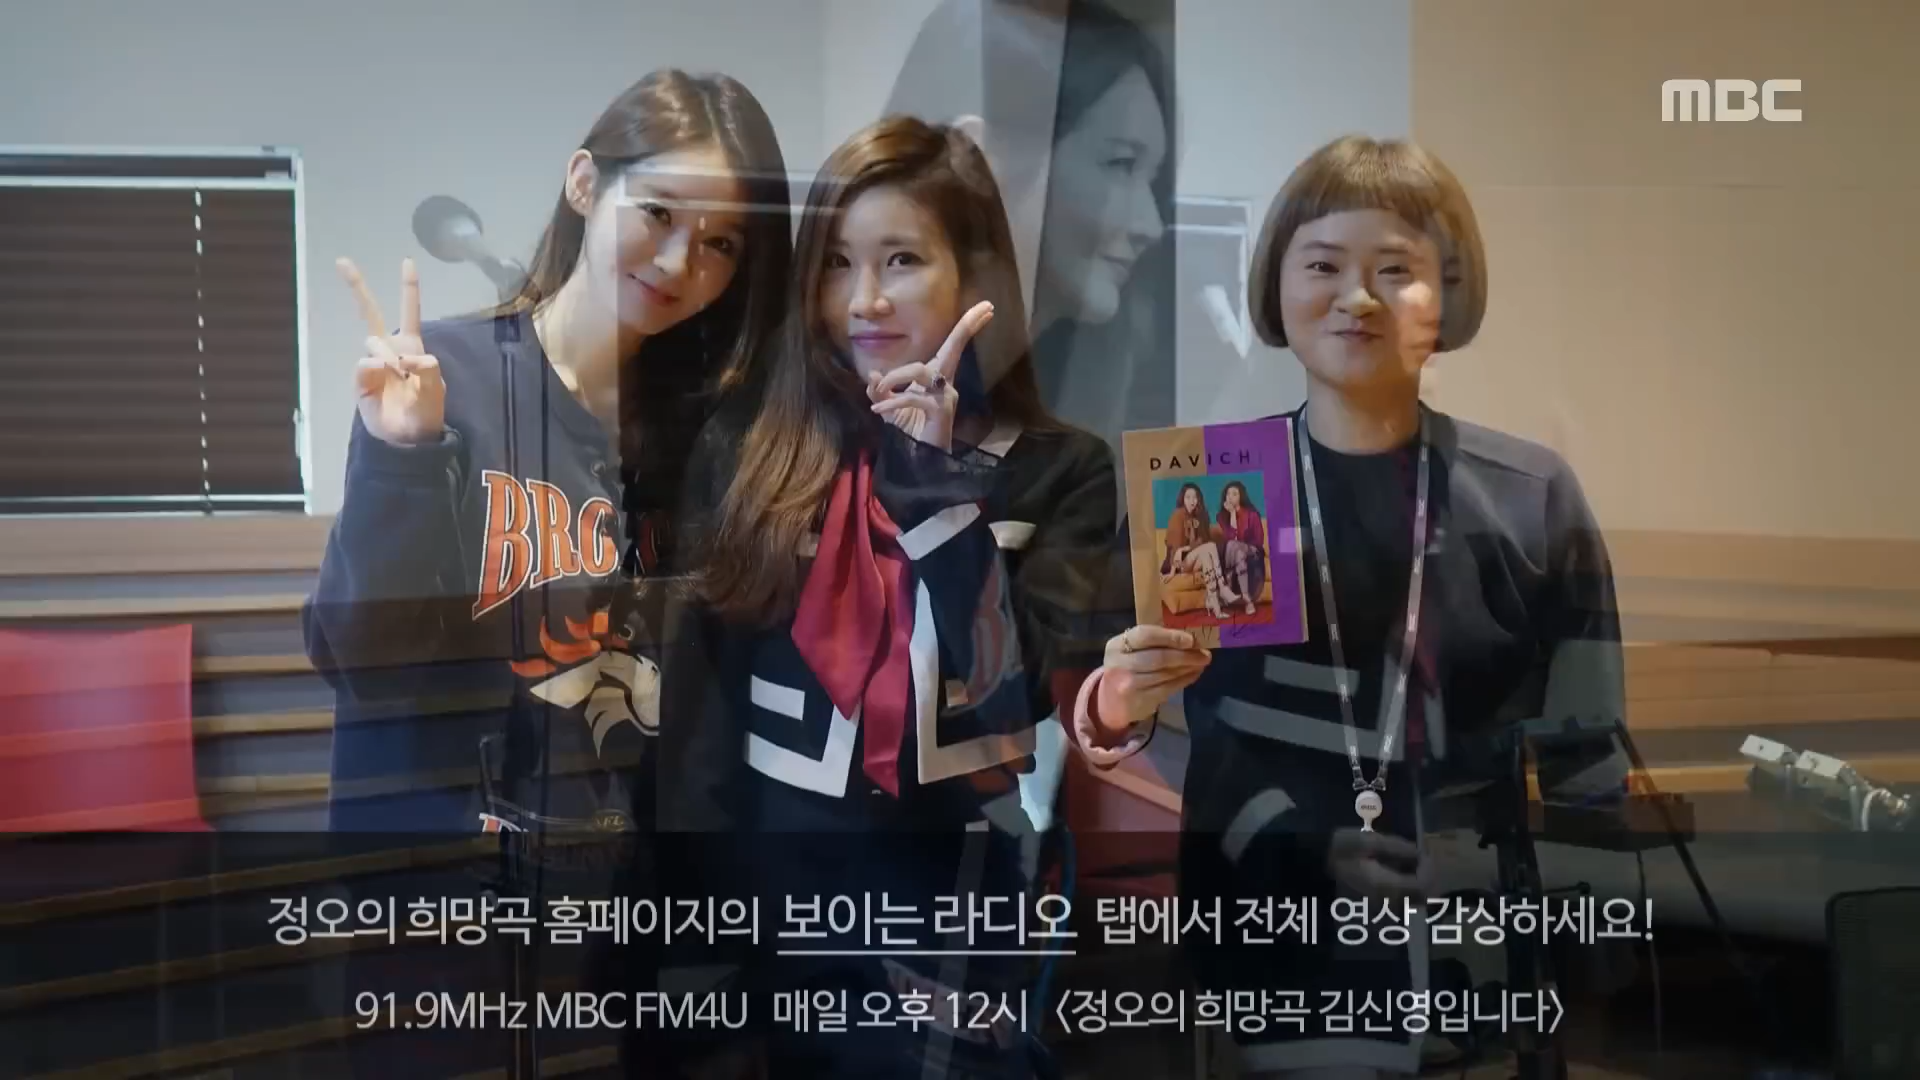 MBC
DAVICHI
BRO
정오의 희망곡 홈페이지의 보이는 라디오 탭에서 전체 영상 감상하세요!
91.9MHz MBC FM4U 매일 오후 12시 〈정오의 희망곡 김신영입니다〉